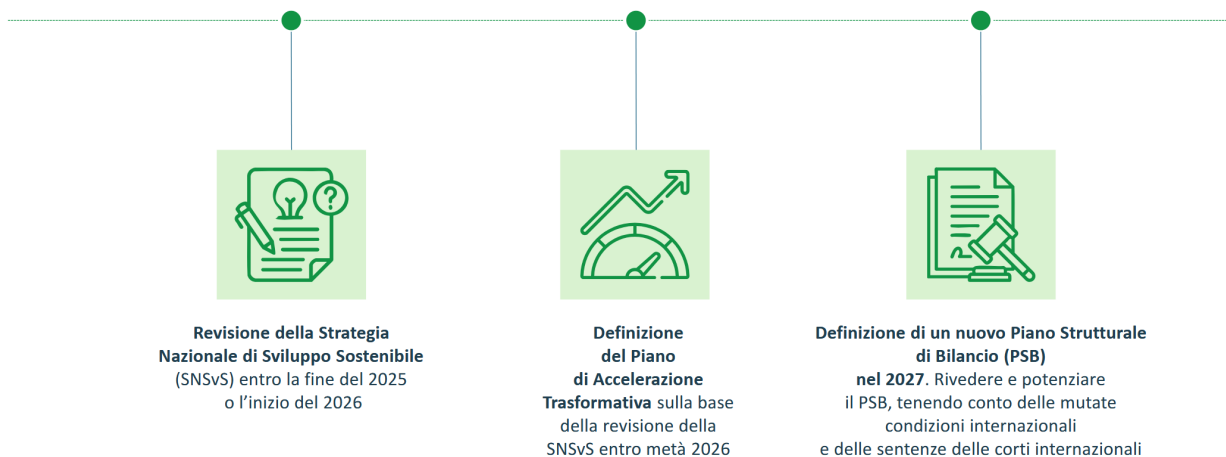 Revisione della Strategia
Nazionale di Sviluppo Sostenibile
(SNSvS) entro la fine del 2025
o l’inizio del 2026
Definizione
del Piano
di Accelerazione
Trasformativa sulla base
della revisione della
SNSvS entro metà 2026
Definizione di un nuovo Piano Strutturale
di Bilancio (PSB)
nel 2027. Rivedere e potenziare
il PSB, tenendo conto delle mutate
condizioni internazionali
e delle sentenze delle corti internazionali